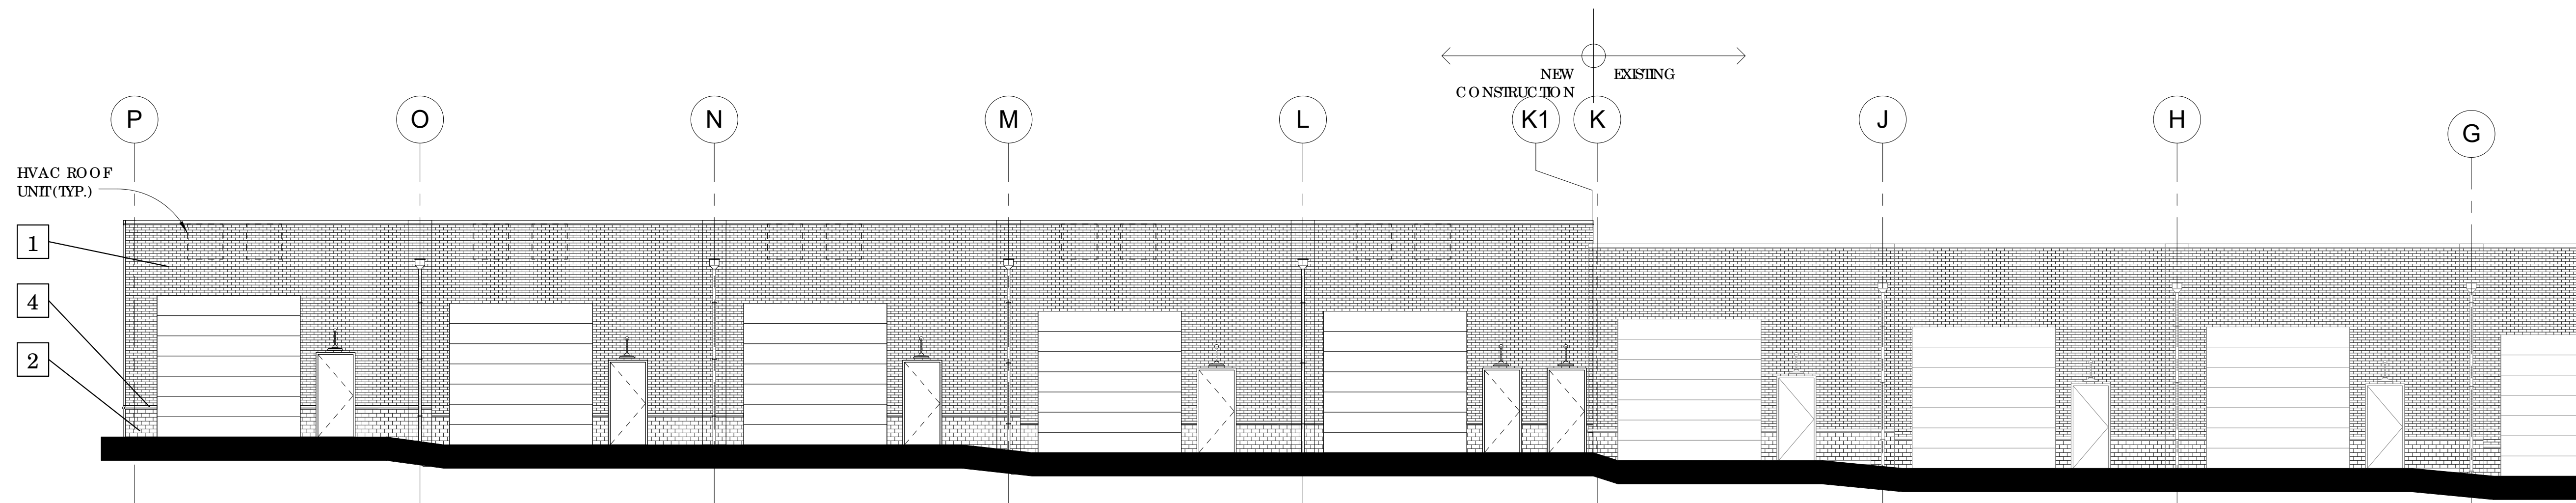 NEW EXISTING
CONSTRUCTION
P O N M L K1 K J H G
HVAC ROOF
UNIT (TYP.)
1
4
2